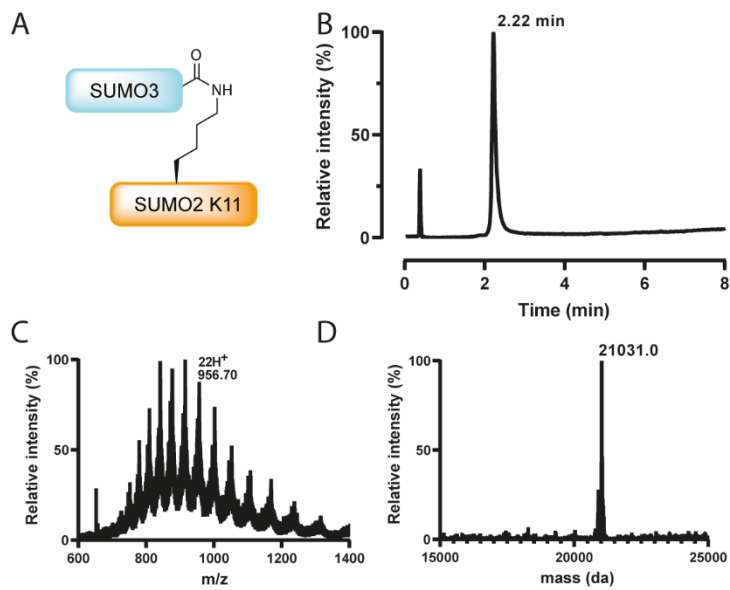 A
O
SUMO3
NH
SUMO2 K11
B
2.22 min
Relative intensity (%)
100
50
0
0 2 4 6 8
Time (min)
C
22H+
956.70
Relative intensity (%)
100
50
0
600 800 1000 1200 1400
m/z
D
21031.0
Relative intensity (%)
100
50
0
15000 20000 25000
mass (da)